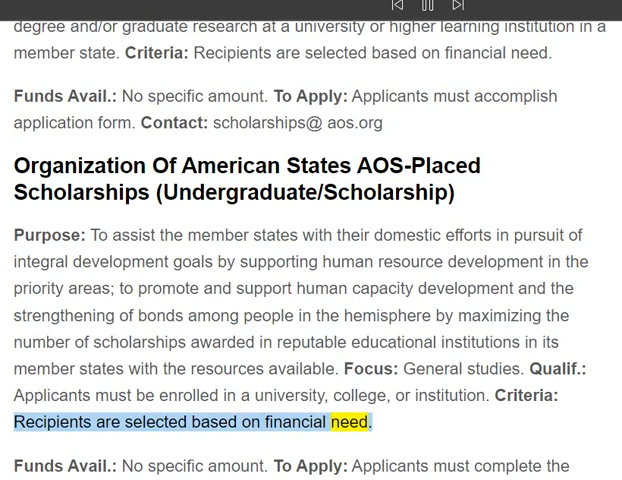 degree and/or graduate research at a university or higher learning institution in a
member state. Criteria: Recipients are selected based on financial need.
Funds Avail.: No specific amount. To Apply: Applicants must accomplish
application form. Contact: scholarships@ aos.org
Organization Of American States AOS-Placed
Scholarships (Undergraduate/Scholarship)
Purpose: To assist the member states with their domestic efforts in pursuit of
integral development goals by supporting human resource development in the
priority areas; to promote and support human capacity development and the
strengthening of bonds among people in the hemisphere by maximizing the
number of scholarships awarded in reputable educational institutions in its
member states with the resources available. Focus: General studies. Qualif.:
Applicants must be enrolled in a university, college, or institution. Criteria:
Recipients are selected based on financial need.
Funds Avail.: No specific amount. To Apply: Applicants must complete the